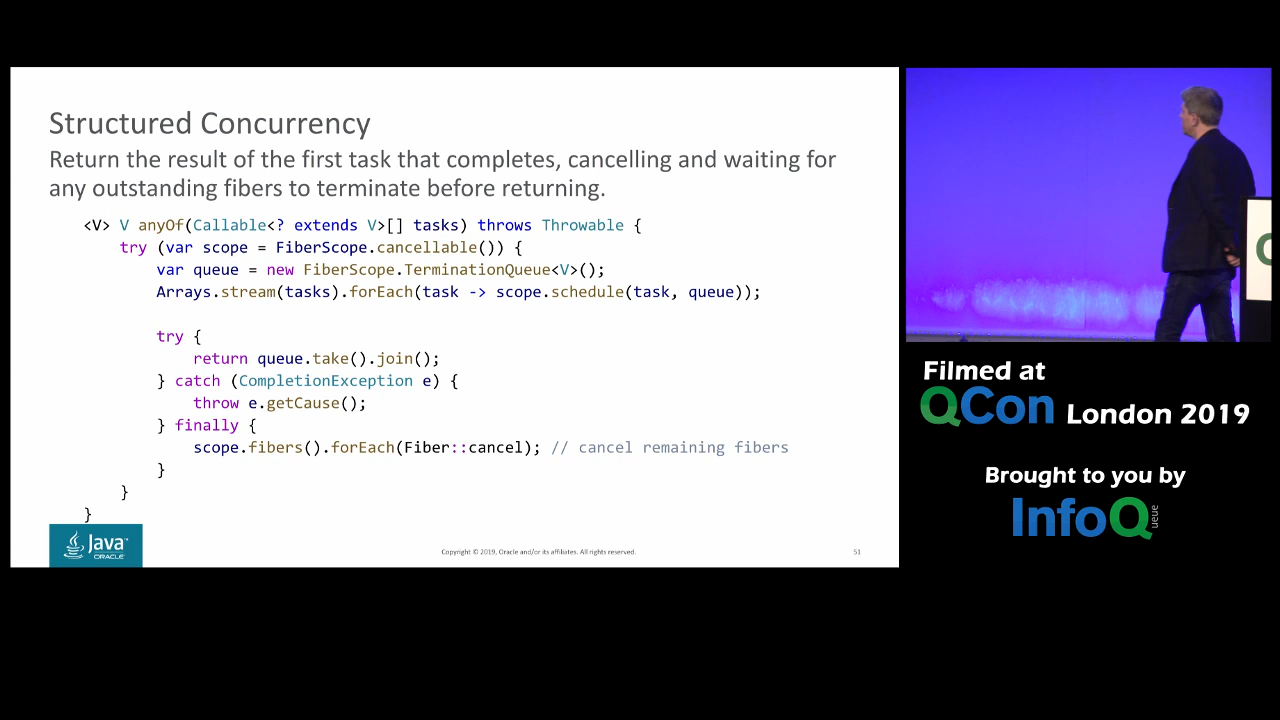 Structured Concurrency
Return the result of the first task that completes, cancelling and waiting for
any outstanding fibers to terminate before returning.
<V> V anyOf(Callable<? extends V>[] tasks) throws Throwable {
try (var scope = FiberScope.cancellable()) {
var queue = new FiberScope.TerminationQueue<V>();
Arrays.stream(tasks).forEach(task -> scope.schedule(task, queue));
try {
return queue.take().join();
} catch (CompletionException e) {
throw e.getCause();
} finally {
scope.fibers().forEach(Fiber::cancel); // cancel remaining fibers
}
}
}
Java™
ORACLE
Copyright © 2019, Oracle and/or its affiliates. All rights reserved.
51
Filmed at
QCon London 2019
Brought to you by
InfoQ
ueue